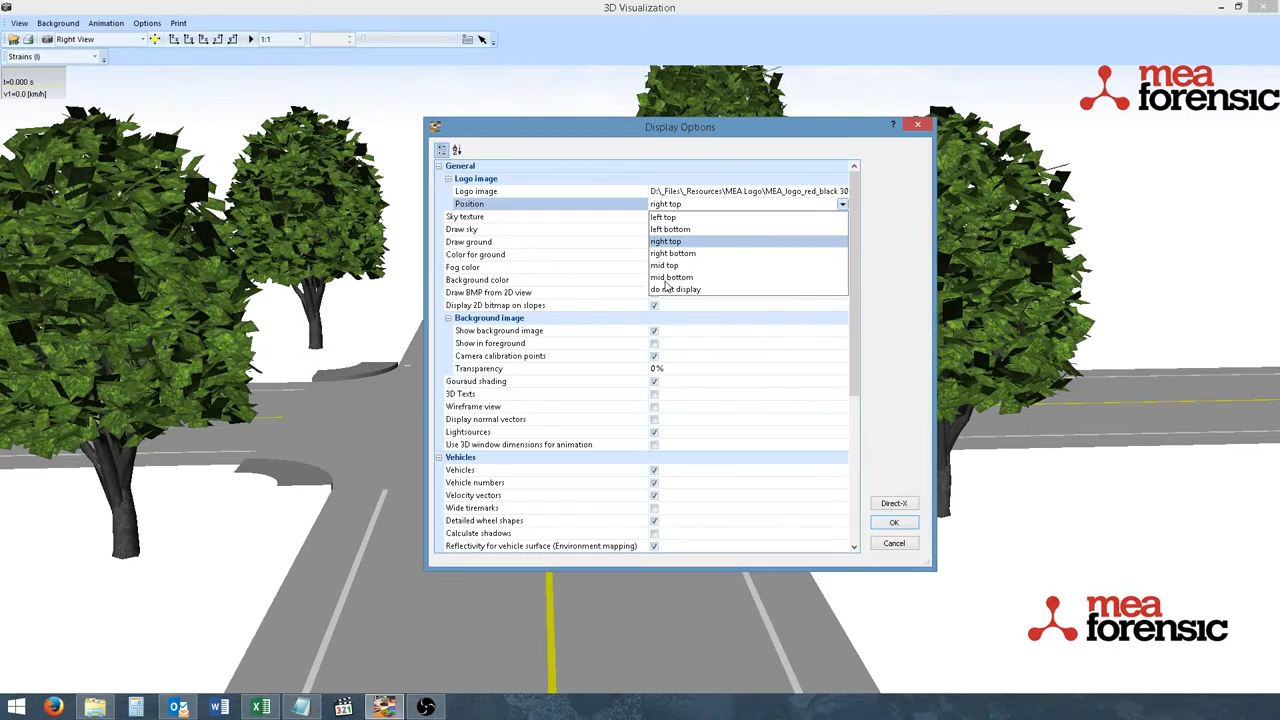 3D Visualization
View Background Animation Options Print
Right View 1:1
Strains (l)
t=0.000 s
v1=0.0 [km/h]
mea
forensic
Display Options
?
General
Logo image
Logo image D:\_Files\_Resources\MEA Logo\MEA_logo_red_black 30
Position right top
Sky texture left top
Draw sky left bottom
Draw ground right top
Color for ground right bottom
Fog color mid top
Background color mid bottom
Draw BMP from 2D view do not display
Display 2D bitmap on slopes
Background image
Show background image
Show in foreground
Camera calibration points
Transparency 0 %
Gouraud shading
3D Texts
Wireframe view
Display normal vectors
Lightsources
Use 3D window dimensions for animation
Vehicles
Vehicles
Vehicle numbers
Velocity vectors
Wide tiremarks
Detailed wheel shapes
Calculate shadows
Reflectivity for vehicle surface (Environment mapping)
Direct-X
OK
Cancel
mea
forensic
321